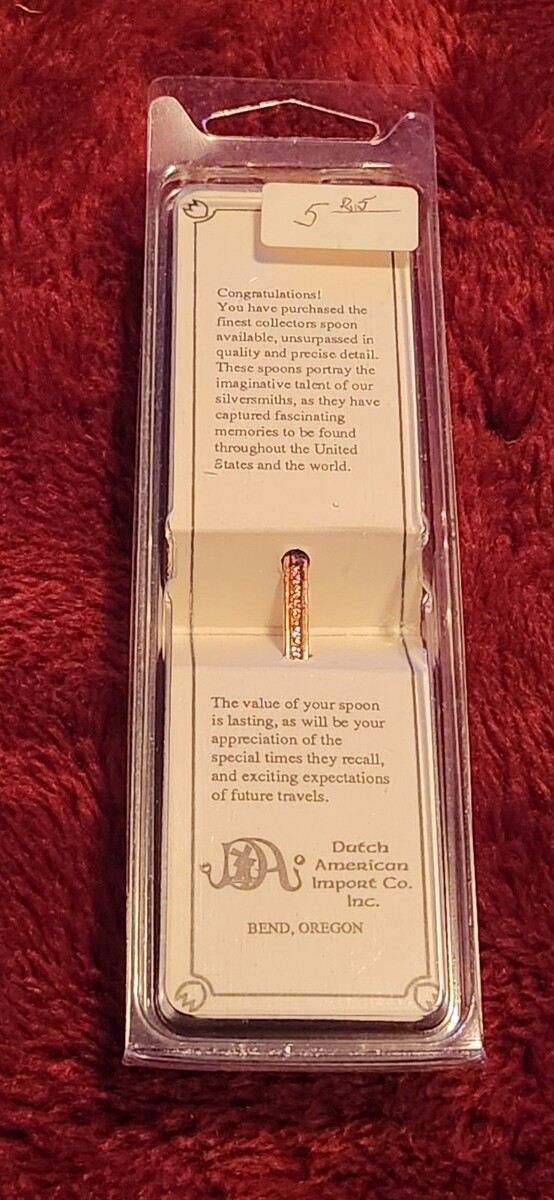 5 25
Congratulations!
You have purchased the
finest collectors spoon
available, unsurpassed in
quality and precise detail.
These spoons portray the
imaginative talent of our
silversmiths, as they have
captured fascinating
memories to be found
throughout the United
States and the world.
The value of your spoon
is lasting, as will be your
appreciation of the
special times they recall,
and exciting expectations
of future travels.
DA
Dutch
American
Import Co.
Inc.
BEND, OREGON